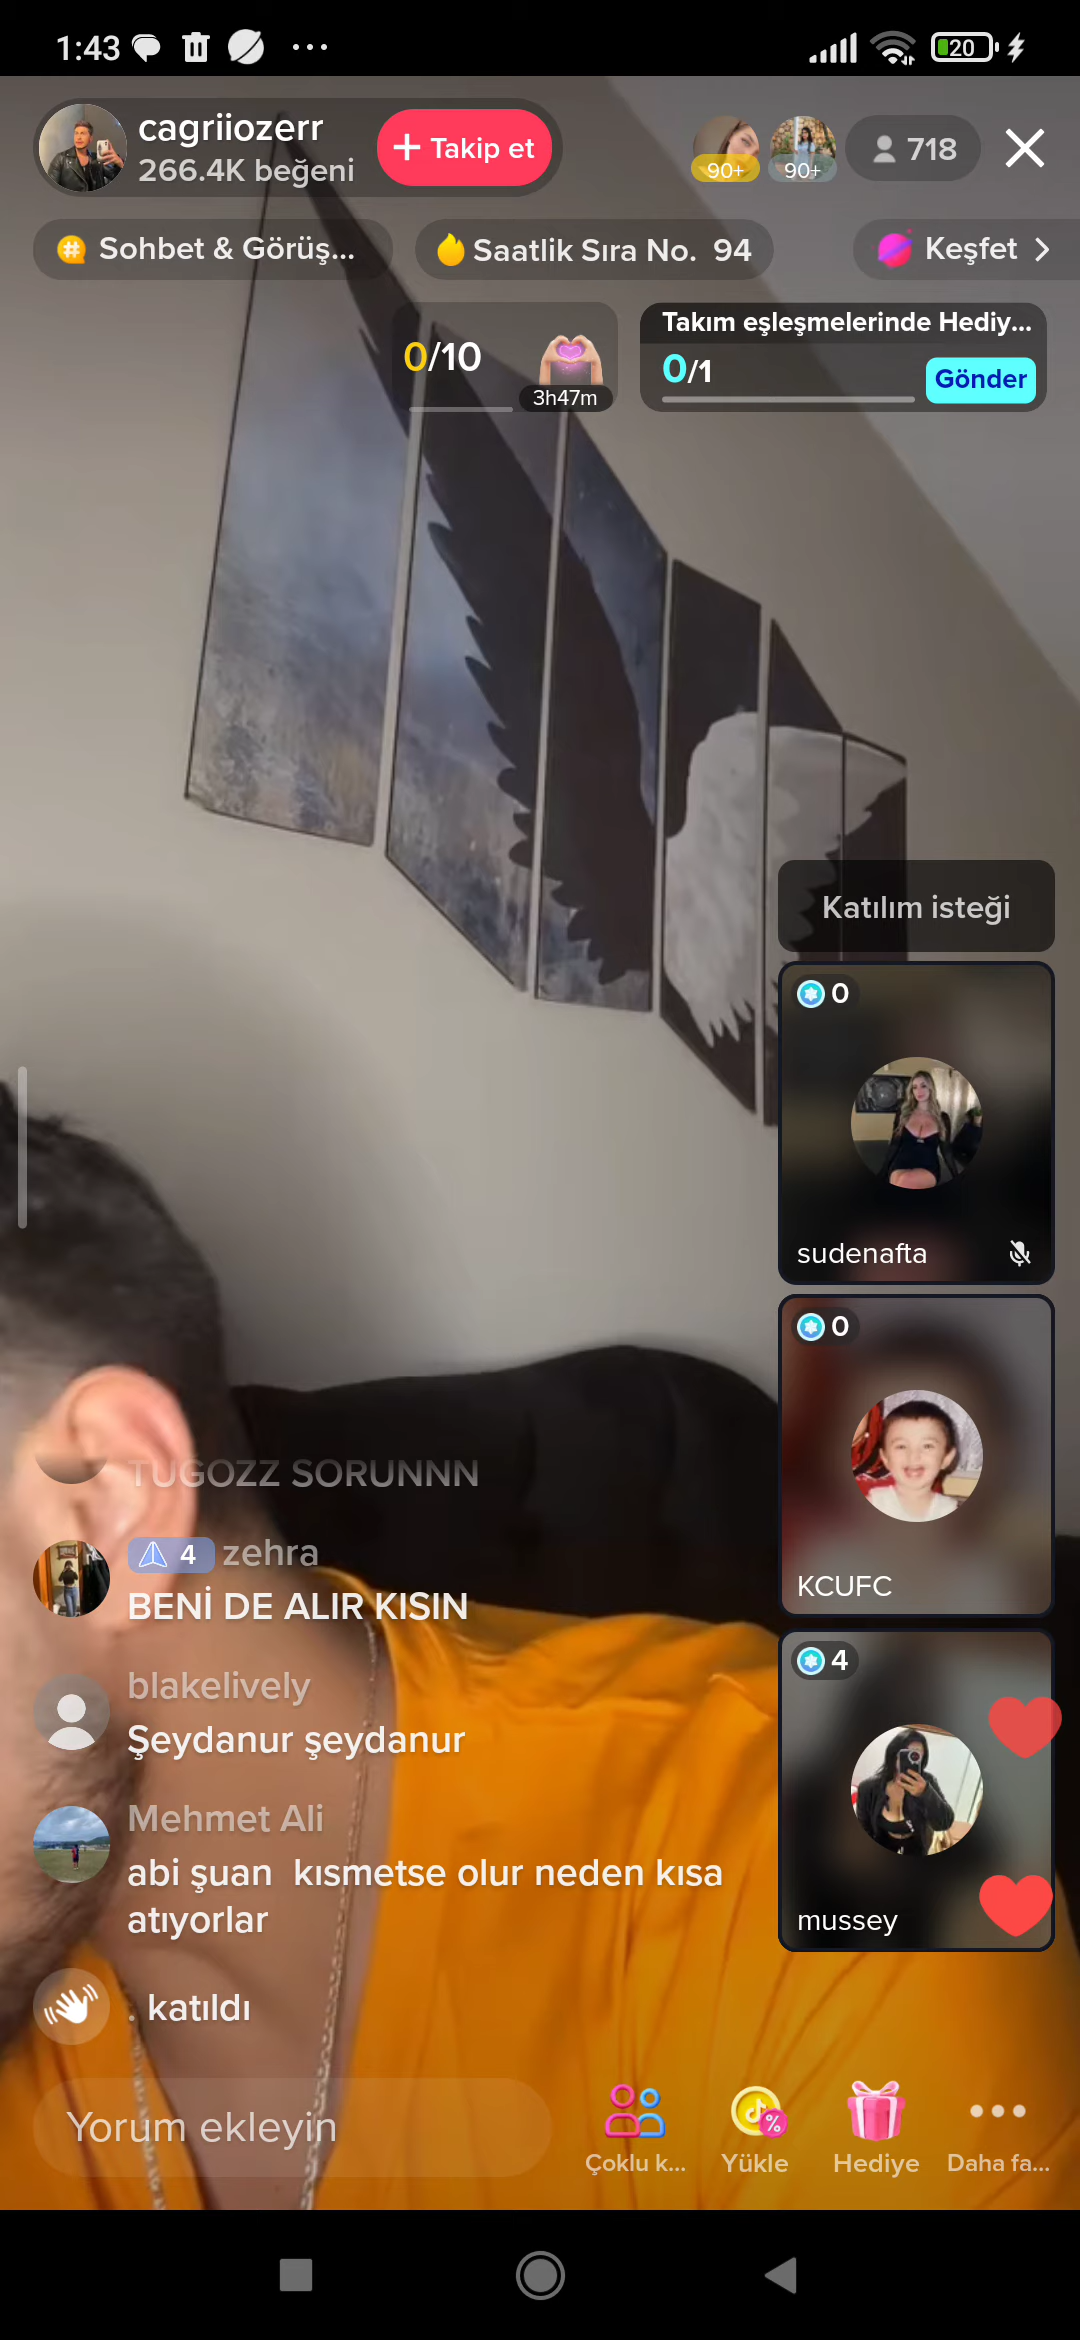 1:43
20
cagriiozerr
266.4K beğeni
+ Takip et
90+
90+
718
Sohbet & Görüş...
Saatlik Sıra No. 94
Keşfet
0/10
3h47m
Takım eşleşmelerinde Hediy...
0/1
Gönder
Katılım isteği
0
sudenafta
0
KCUFC
4
mussey
TUGOZZ SORUNNN
4 zehra
BENİ DE ALIR KISIN
blakelively
Şeydanur şeydanur
Mehmet Ali
abi şuan kısmetse olur neden kısa
atıyorlar
. katıldı
Yorum ekleyin
Çoklu k...
Yükle
Hediye
Daha fa...